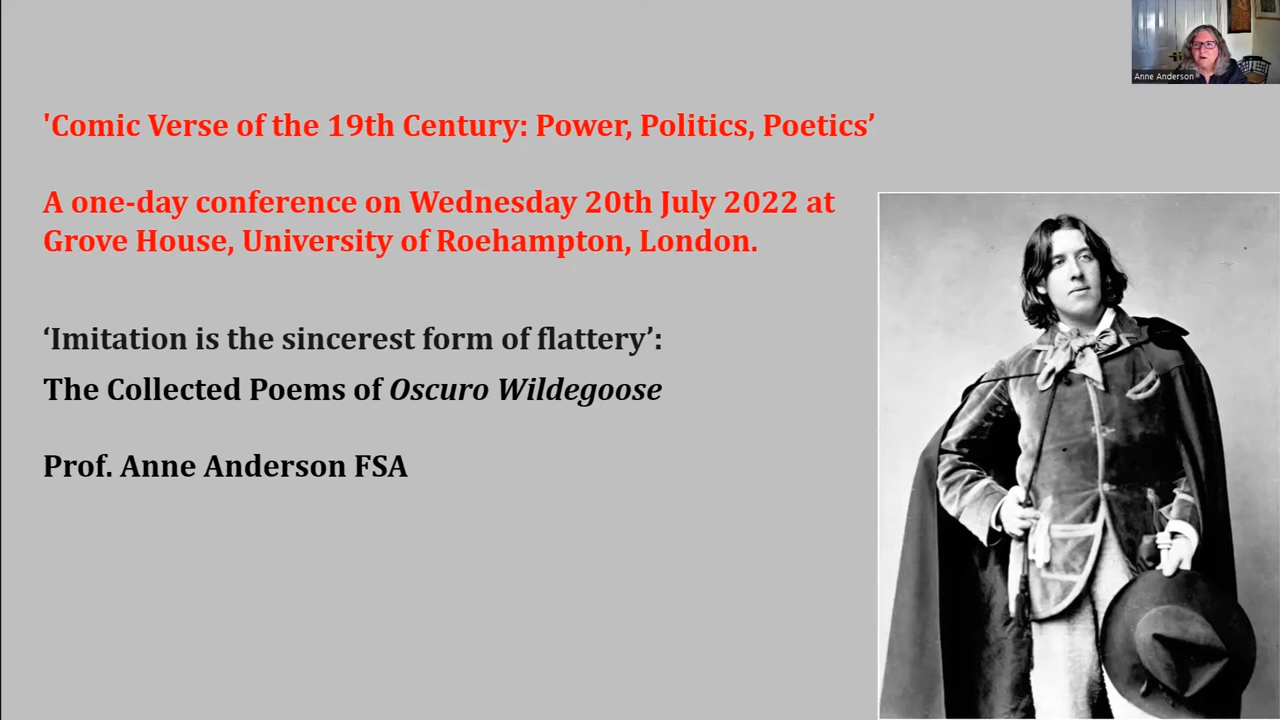 Anne Anderson
'Comic Verse of the 19th Century: Power, Politics, Poetics’
A one-day conference on Wednesday 20th July 2022 at
Grove House, University of Roehampton, London.
‘Imitation is the sincerest form of flattery’:
The Collected Poems of Oscuro Wildegoose
Prof. Anne Anderson FSA